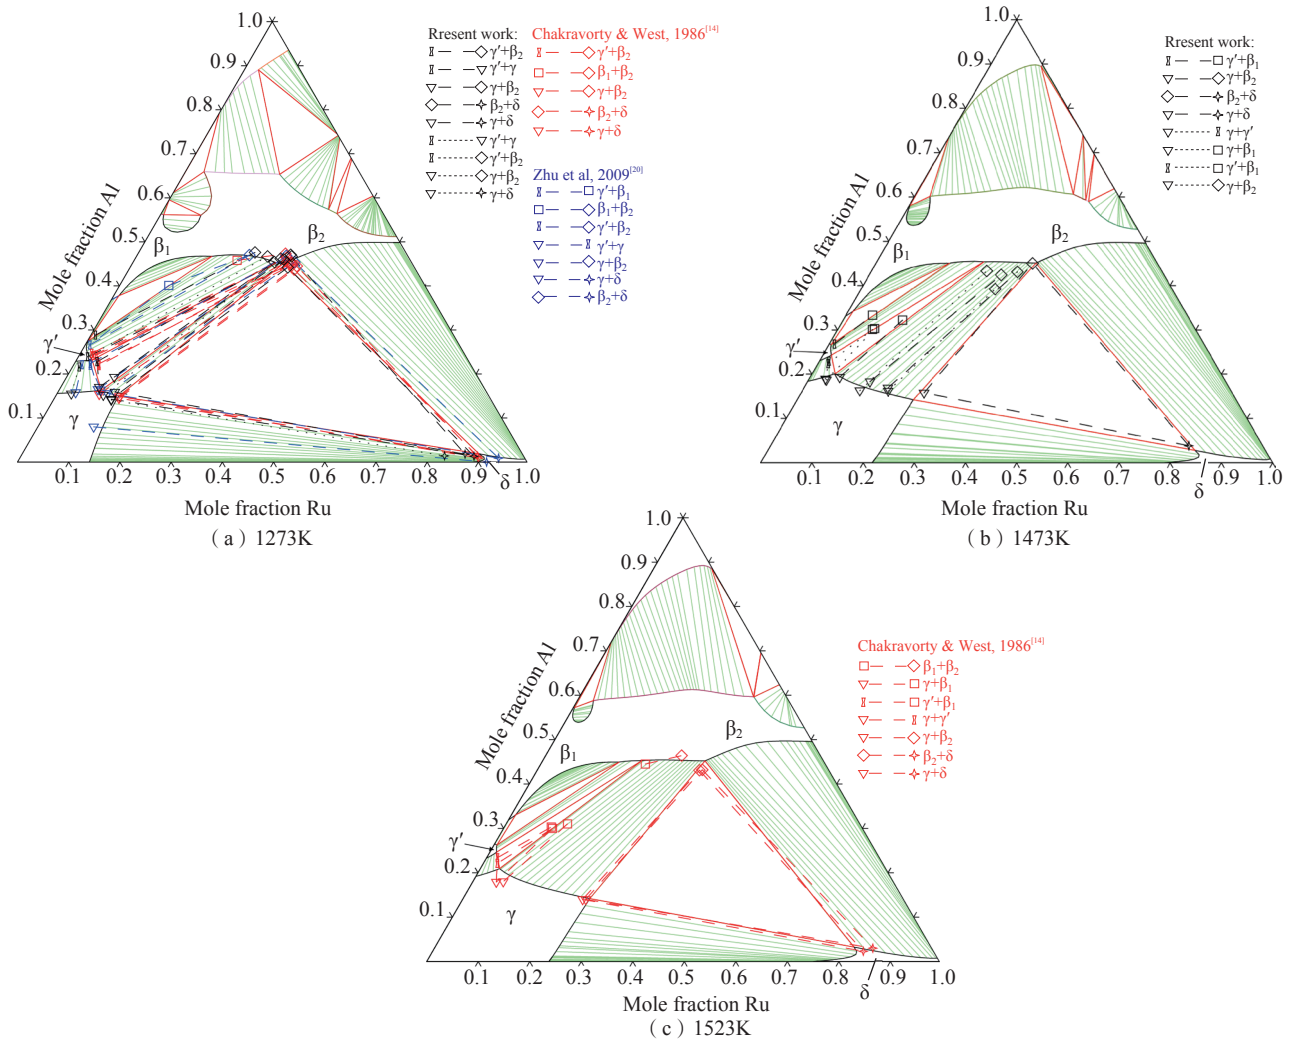 1.0
0.9
0.8
0.7
0.6
0.5
0.4
0.3
0.2
0.1
Mole fraction Al
β1
β2
γ′
γ
δ
0.1 0.2 0.3 0.4 0.5 0.6 0.7 0.8 0.9 1.0
Mole fraction Ru
( a ) 1273K
Rresent work:
γ′+β2
γ′+γ
γ+β2
β2+δ
γ+δ
γ′+γ
γ′+β2
γ+β2
γ+δ
Chakravorty & West, 1986[14]
γ′+β2
β1+β2
γ+β2
β2+δ
γ+δ
Zhu et al, 2009[20]
γ′+β1
β1+β2
γ′+β2
γ′+γ
γ+β2
γ+δ
β2+δ
1.0
0.9
0.8
0.7
0.6
0.5
0.4
0.3
0.2
0.1
Mole fraction Al
β1
β2
γ′
γ
δ
0.1 0.2 0.3 0.4 0.5 0.6 0.7 0.8 0.9 1.0
Mole fraction Ru
( b ) 1473K
Rresent work:
γ′+β1
γ+β2
β2+δ
γ+δ
γ+γ′
γ+β1
γ′+β1
γ+β2
1.0
0.9
0.8
0.7
0.6
0.5
0.4
0.3
0.2
0.1
Mole fraction Al
β1
β2
γ′
γ
δ
0.1 0.2 0.3 0.4 0.5 0.6 0.7 0.8 0.9 1.0
Mole fraction Ru
( c ) 1523K
Chakravorty & West, 1986[14]
β1+β2
γ+β1
γ′+β1
γ+γ′
γ+β2
β2+δ
γ+δ